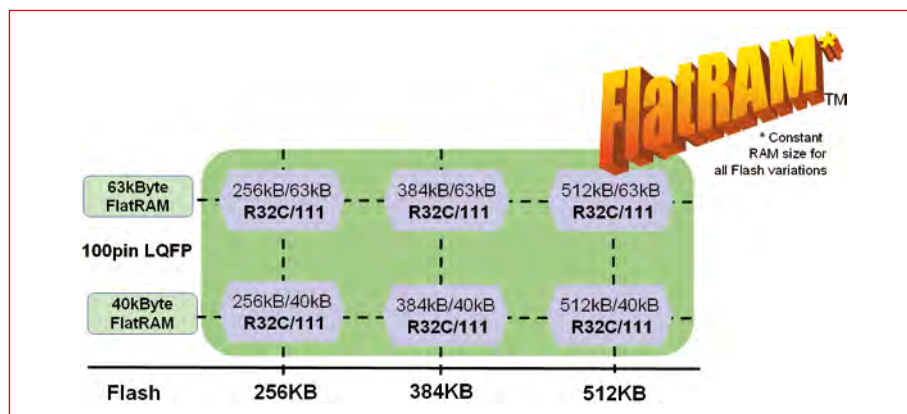 FlatRAM*
TM
* Constant
RAM size for
all Flash variations
63kByte
FlatRAM
256kB/63kB
R32C/111
384kB/63kB
R32C/111
512kB/63kB
R32C/111
100pin LQFP
40kByte
FlatRAM
256kB/40kB
R32C/111
384kB/40kB
R32C/111
512kB/40kB
R32C/111
Flash 256KB 384KB 512KB